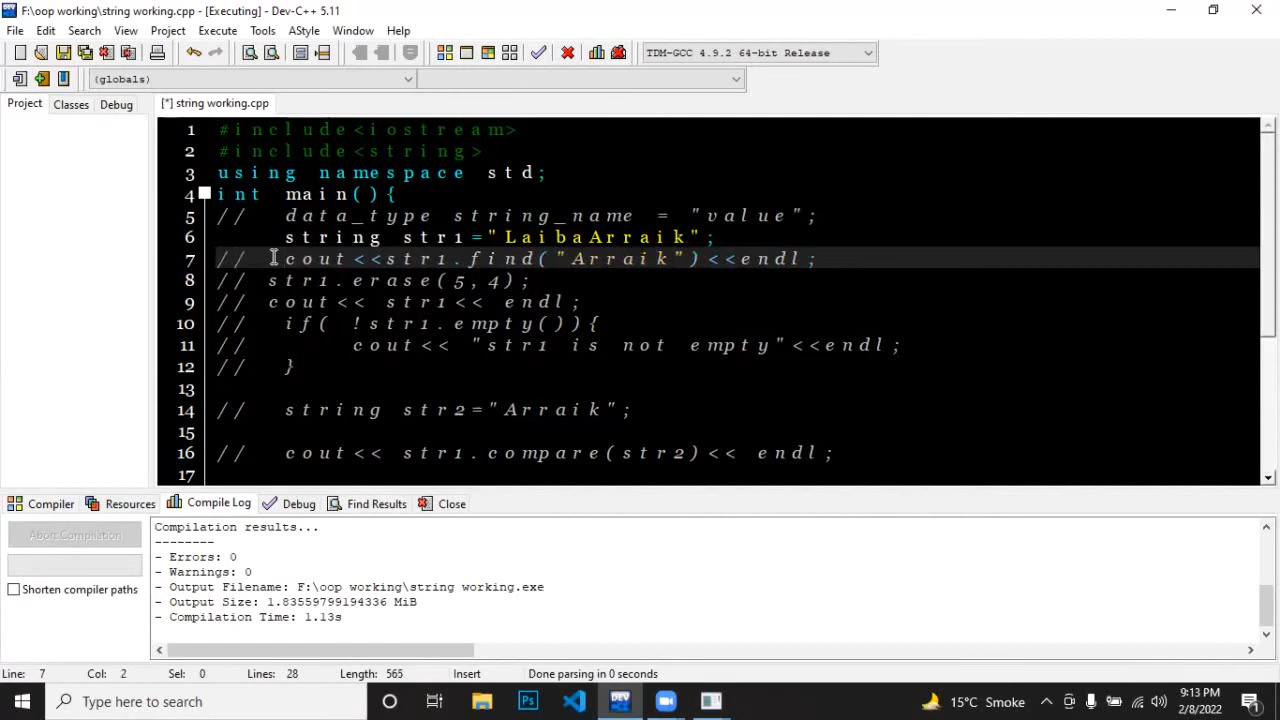 F:\oop working\string working.cpp - [Executing] - Dev-C++ 5.11
File Edit Search View Project Execute Tools AStyle Window Help
TDM-GCC 4.9.2 64-bit Release
(globals)
Project Classes Debug [*] string working.cpp
1 #include<iostream>
2 #include<string>
3 using namespace std;
4 int main(){
5 // data_type string_name = "value";
6 string str1="LaibaArraik";
7 // cout<<str1.find("Arraik")<<endl;
8 // str1.erase(5,4);
9 // cout<< str1<< endl;
10 // if( !str1.empty()){
11 // cout<< "str1 is not empty"<<endl;
12 // }
13
14 // string str2="Arraik";
15
16 // cout<< str1.compare(str2)<< endl;
17
Compiler Resources Compile Log Debug Find Results Close
Abort Compilation
Shorten compiler paths
Compilation results...
--------
- Errors: 0
- Warnings: 0
- Output Filename: F:\oop working\string working.exe
- Output Size: 1.83559799194336 MiB
- Compilation Time: 1.13s
Line: 7 Col: 2 Sel: 0 Lines: 28 Length: 565 Insert Done parsing in 0 seconds
Type here to search
Ps
DEV
15°C Smoke
9:13 PM
2/8/2022
1